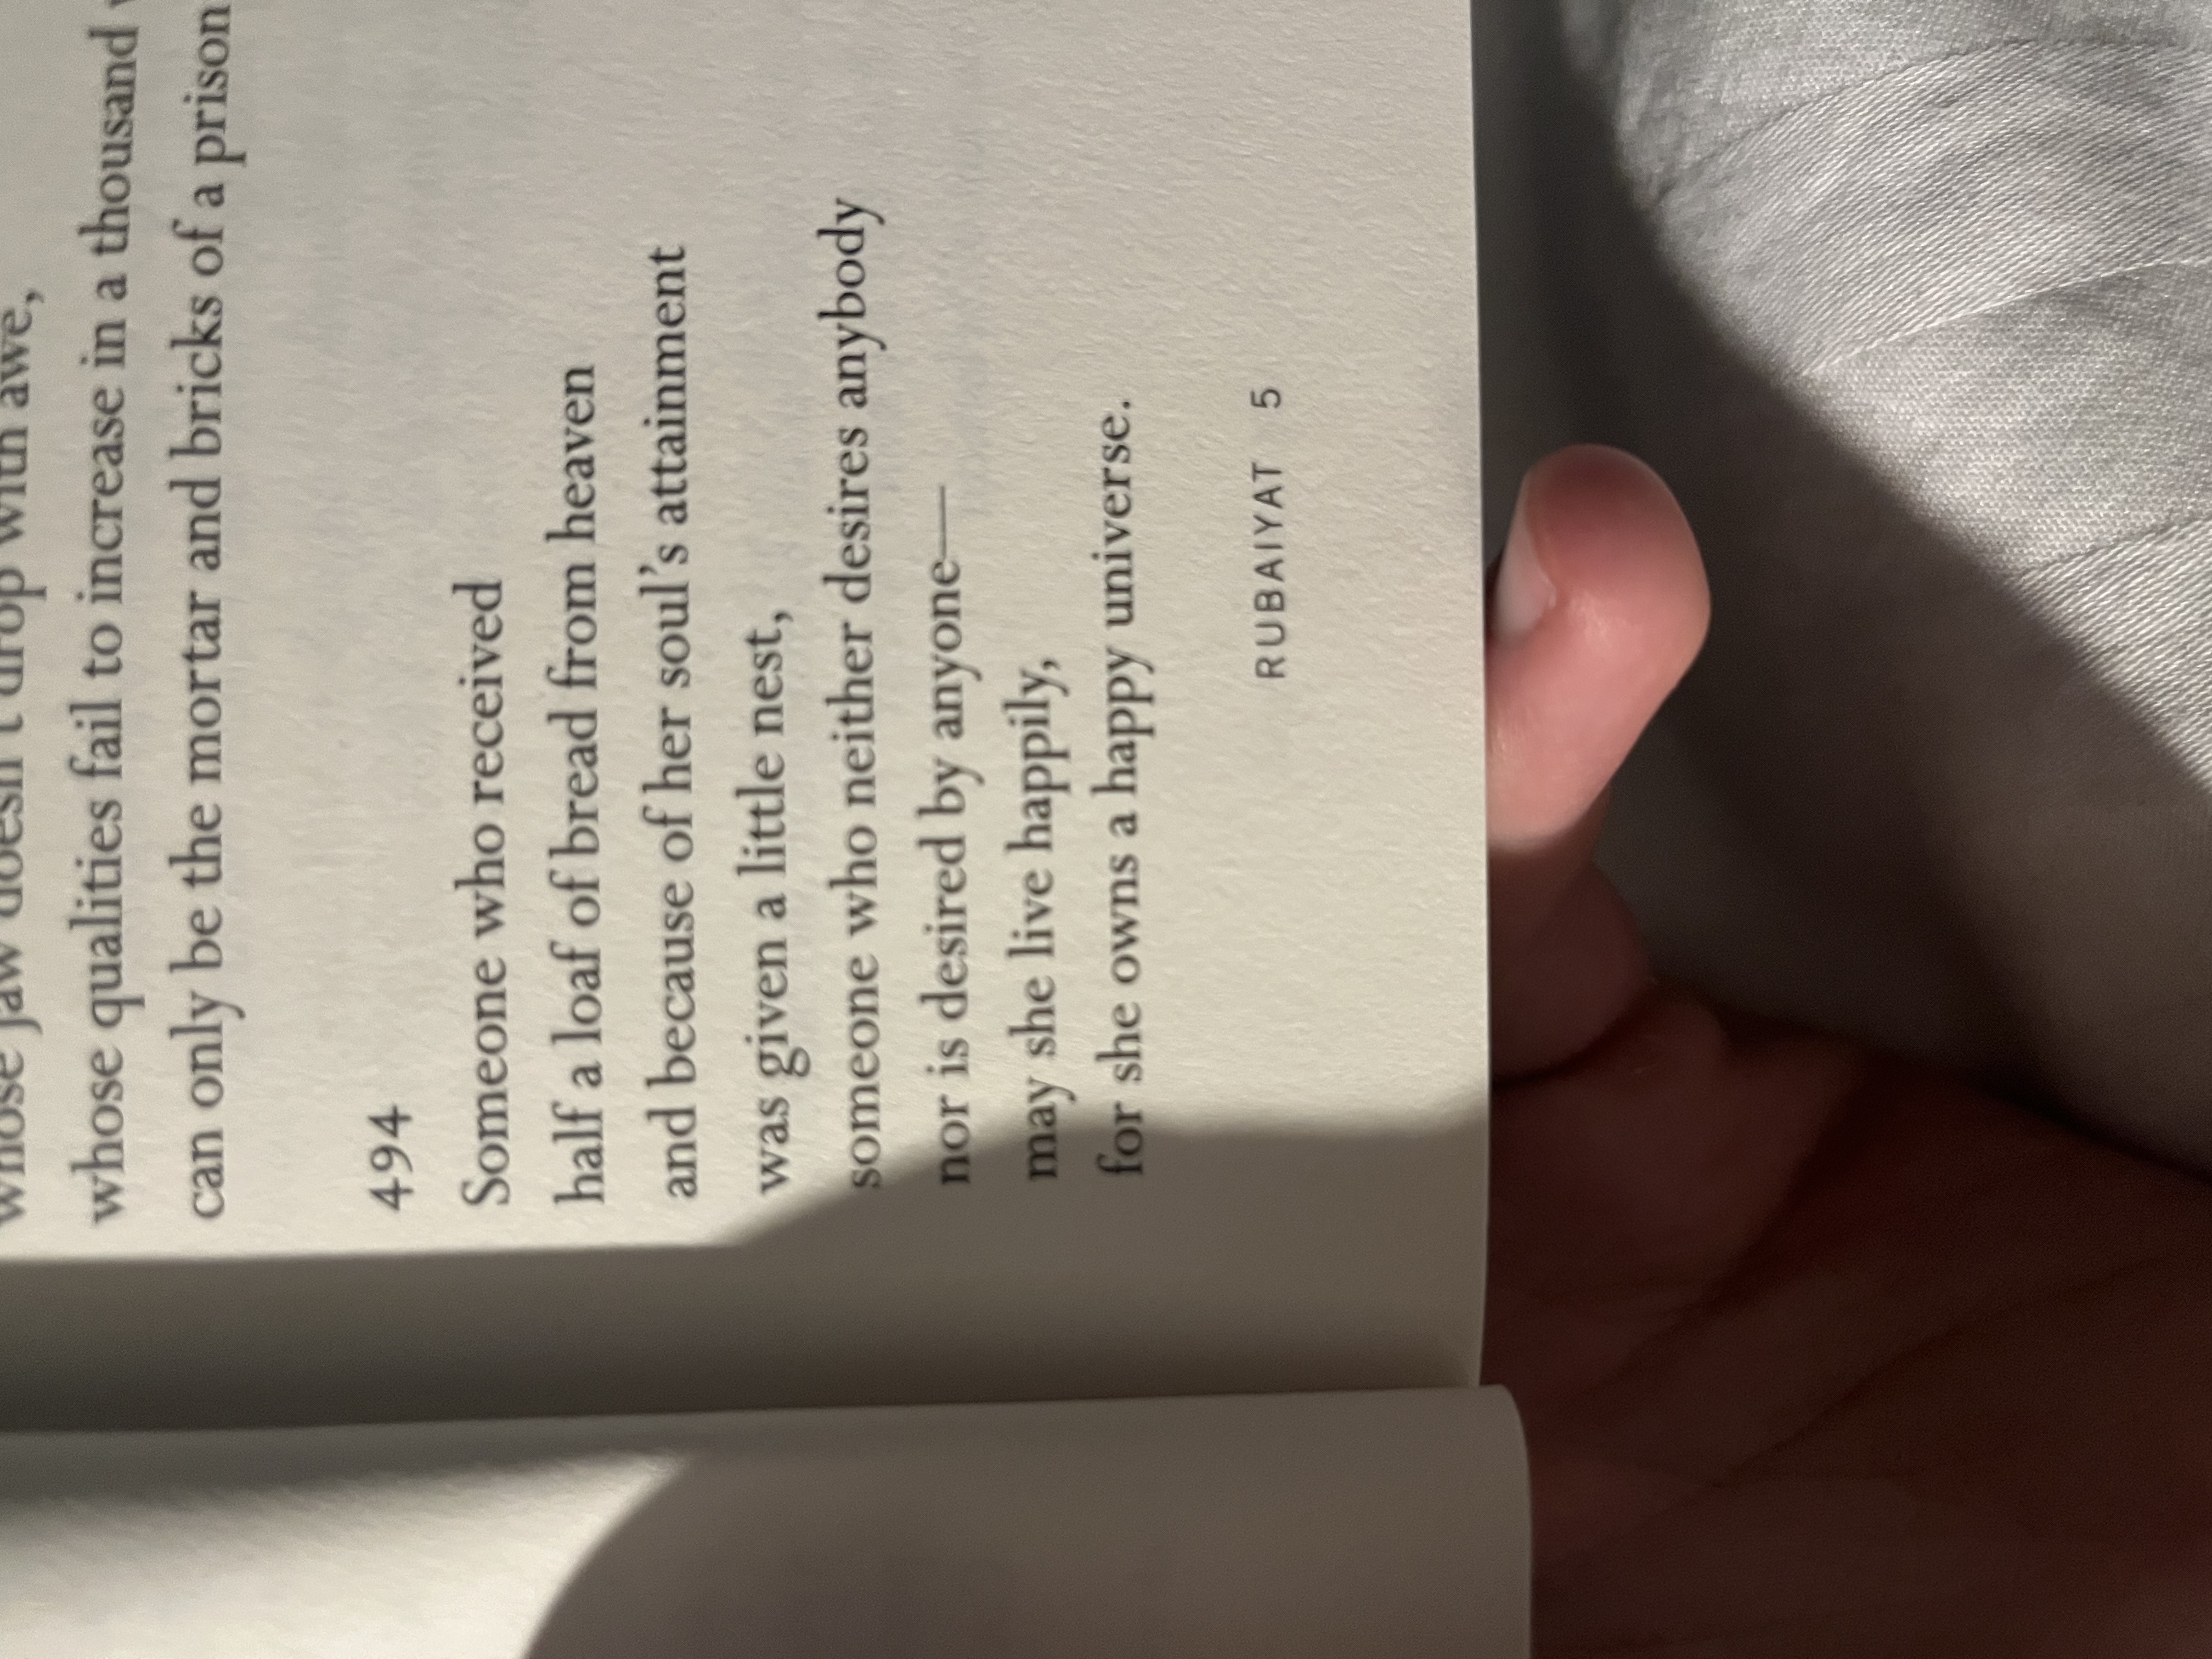 whose jaw doesn't drop with awe,
whose qualities fail to increase in a thousand
can only be the mortar and bricks of a prison
494
Someone who received
half a loaf of bread from heaven
and because of her soul's attainment
was given a little nest,
someone who neither desires anybody
nor is desired by anyone—
may she live happily,
for she owns a happy universe.
RUBAIYAT 5